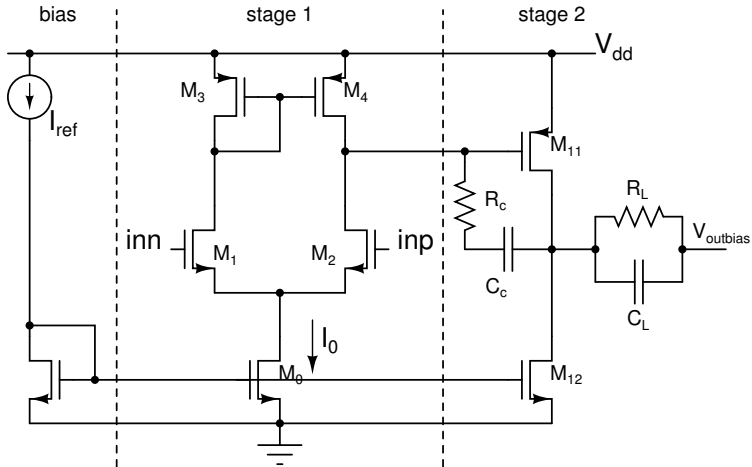 bias
stage 1
stage 2
V_dd
I_ref
M_3
M_4
M_11
R_c
R_L
V_outbias
inn
M_1
M_2
inp
C_c
C_L
I_0
M_0
M_12